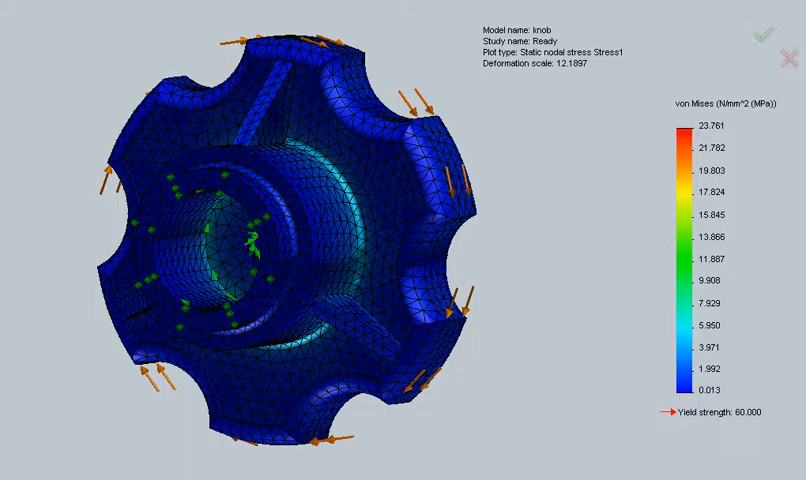 Model name: knob
Study name: Ready
Plot type: Static nodal stress Stress1
Deformation scale: 12.1897
von Mises (N/mm^2 (MPa))
23.761
21.782
19.803
17.824
15.845
13.866
11.887
9.908
7.929
5.950
3.971
1.992
0.013
Yield strength: 60.000